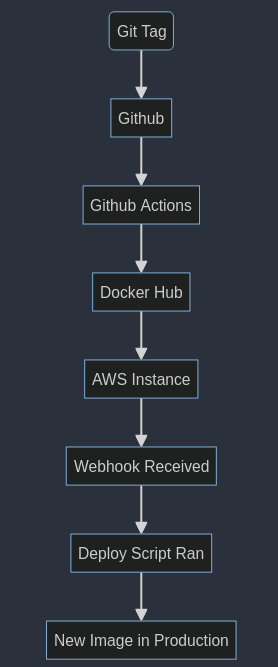 Git Tag
Github
Github Actions
Docker Hub
AWS Instance
Webhook Received
Deploy Script Ran
New Image in Production